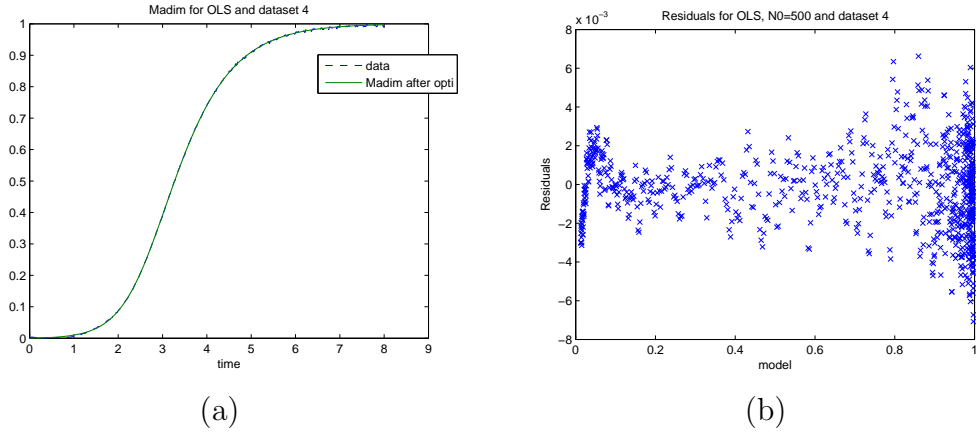 Madim for OLS and dataset 4
1
0.9
0.8
0.7
0.6
0.5
0.4
0.3
0.2
0.1
0
0 1 2 3 4 5 6 7 8 9
time
data
Madim after opti
(a)
Residuals for OLS, N0=500 and dataset 4
x 10⁻³
8
6
4
2
0
−2
−4
−6
−8
Residuals
0 0.2 0.4 0.6 0.8 1
model
(b)